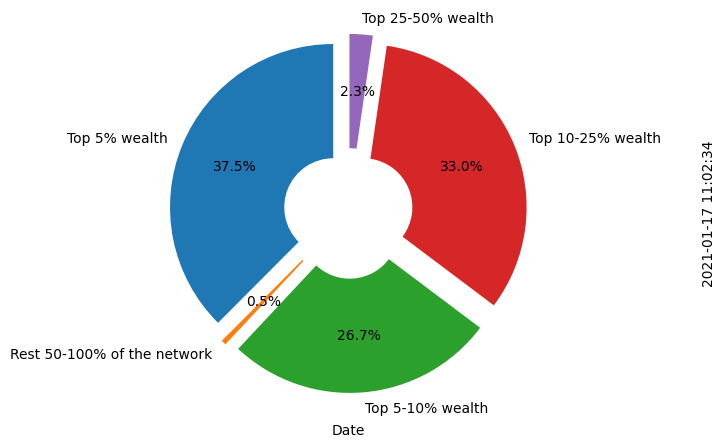 Top 25-50% wealth
2.3%
Top 5% wealth
Top 10-25% wealth
37.5%
33.0%
2021-01-17 11:02:34
0.5%
26.7%
Rest 50-100% of the network
Top 5-10% wealth
Date